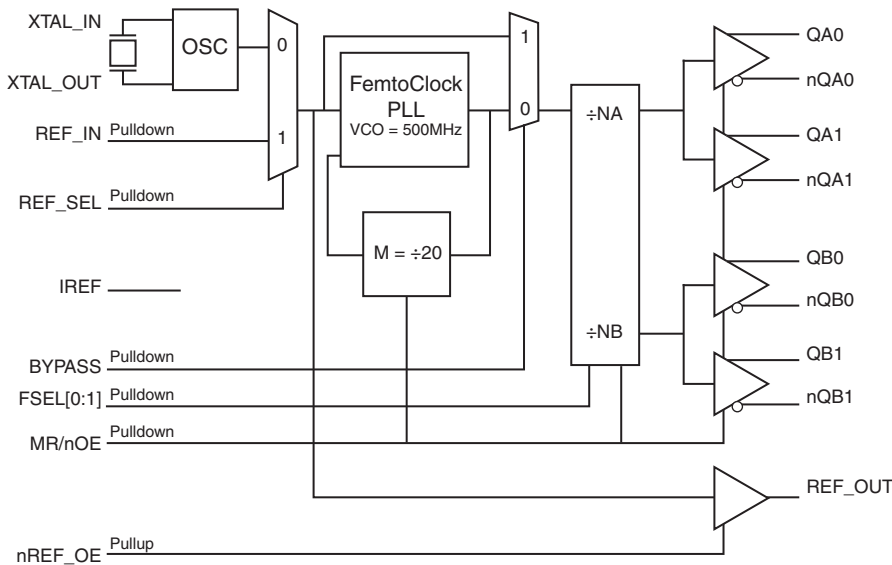 XTAL_IN
OSC
XTAL_OUT
0
1
REF_IN Pulldown
REF_SEL Pulldown
FemtoClock
PLL
VCO = 500MHz
1
0
M = ÷20
÷NA
÷NB
IREF
BYPASS Pulldown
FSEL[0:1] Pulldown
MR/nOE Pulldown
nREF_OE Pullup
QA0
nQA0
QA1
nQA1
QB0
nQB0
QB1
nQB1
REF_OUT